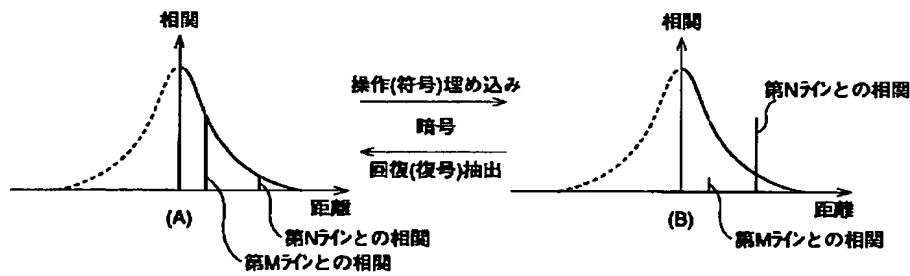 相関
距離
(A)
第Nラインとの相関
第Mラインとの相関
操作(符号)埋め込み
暗号
回復(復号)抽出
相関
第Nラインとの相関
距離
(B)
第Mラインとの相関